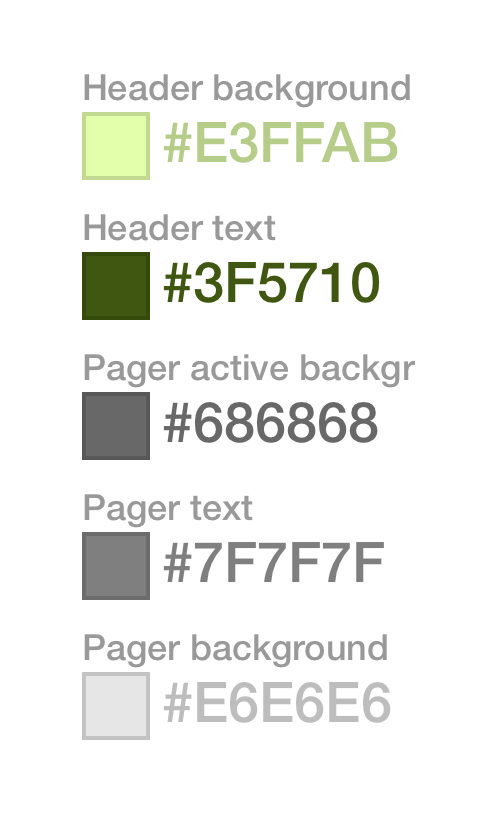 Header background
#E3FFAB
Header text
#3F5710
Pager active backgr
#686868
Pager text
#7F7F7F
Pager background
#E6E6E6